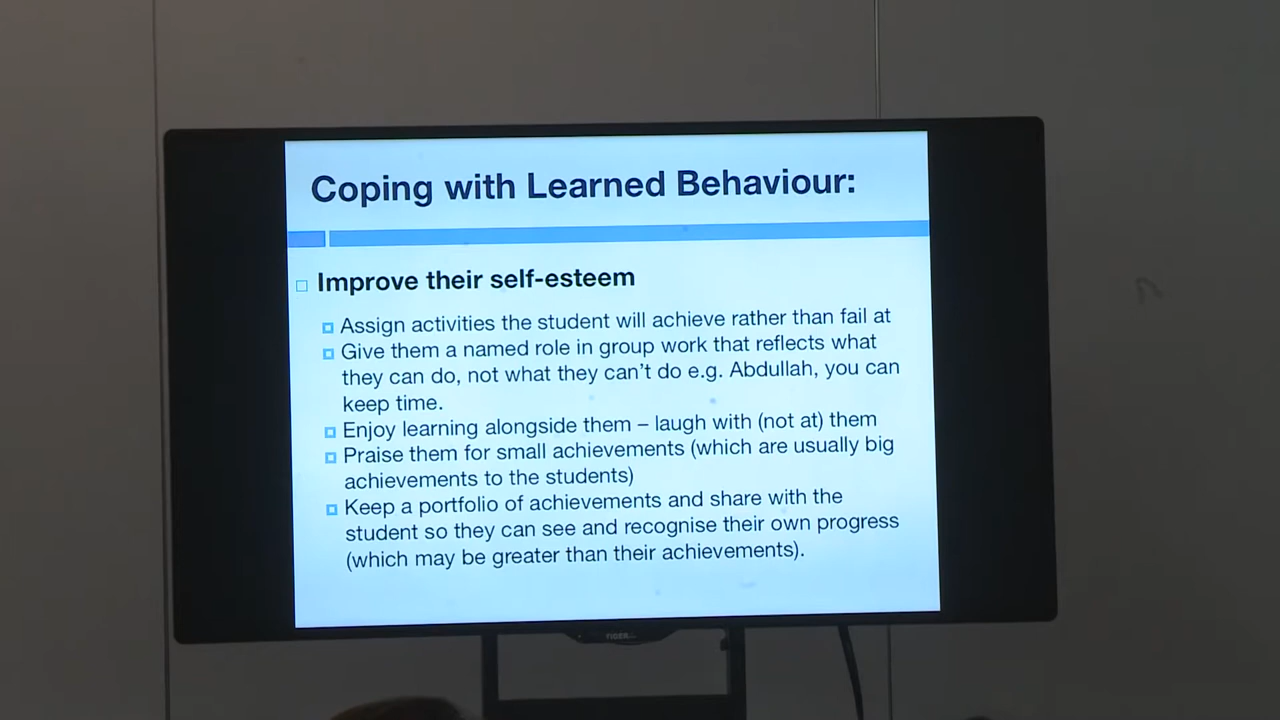 Coping with Learned Behaviour:
Improve their self-esteem
Assign activities the student will achieve rather than fail at
Give them a named role in group work that reflects what
they can do, not what they can't do e.g. Abdullah, you can
keep time.
Enjoy learning alongside them – laugh with (not at) them
Praise them for small achievements (which are usually big
achievements to the students)
Keep a portfolio of achievements and share with the
student so they can see and recognise their own progress
(which may be greater than their achievements).
TIGER